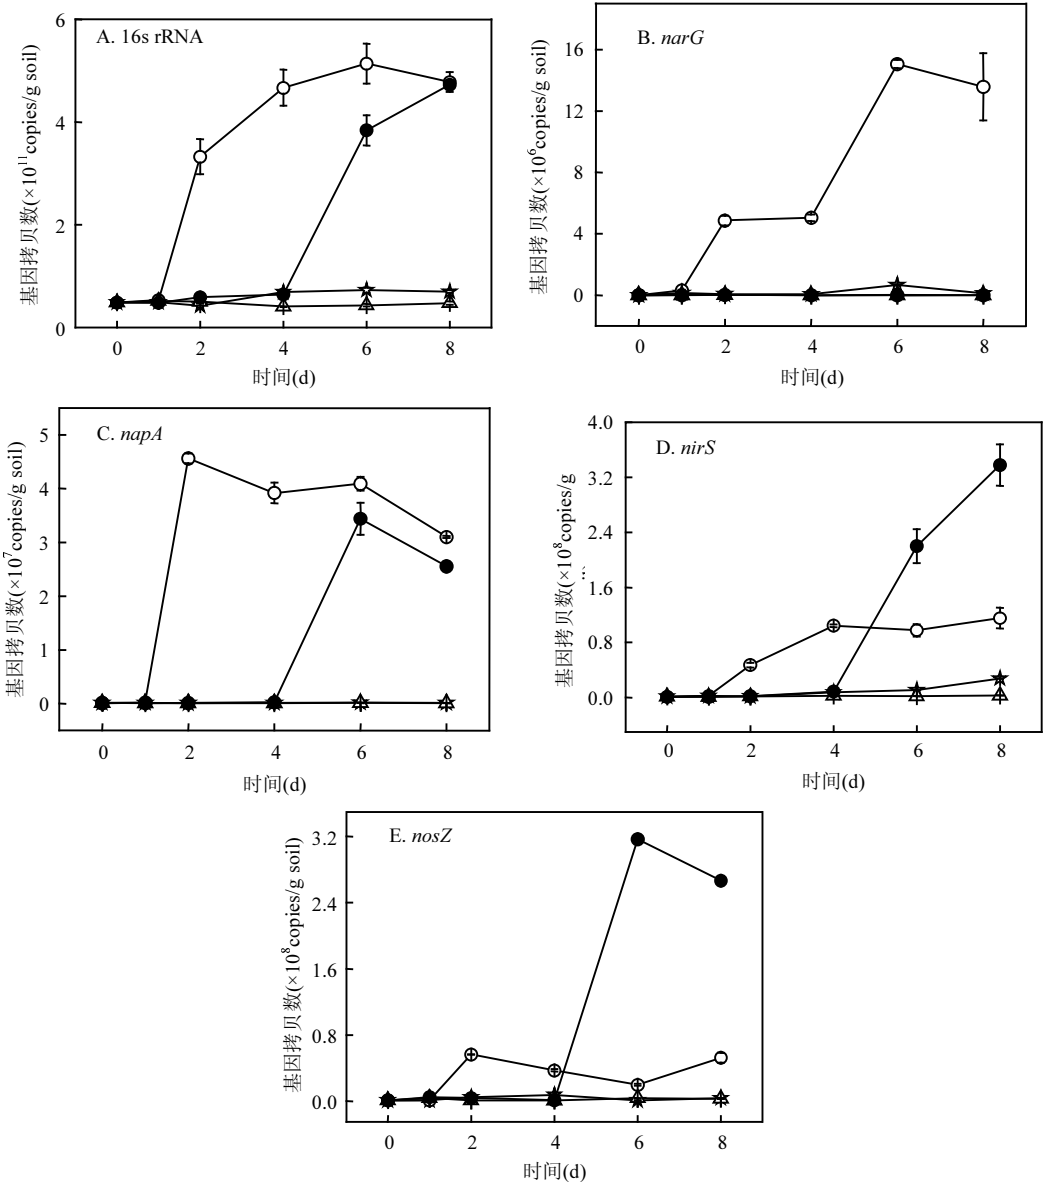 A. 16s rRNA
基因拷贝数(×10¹¹copies/g soil)
6
4
2
0
0 2 4 6 8
时间(d)
B. narG
基因拷贝数(×10⁶copies/g soil)
16
12
8
4
0
0 2 4 6 8
时间(d)
C. napA
基因拷贝数(×10⁷copies/g soil)
5
4
3
2
1
0
0 2 4 6 8
时间(d)
D. nirS
基因拷贝数(×10⁸copies/g
...
4.0
3.2
2.4
1.6
0.8
0.0
0 2 4 6 8
时间(d)
E. nosZ
基因拷贝数(×10⁸copies/g soil)
3.2
2.4
1.6
0.8
0.0
0 2 4 6 8
时间(d)